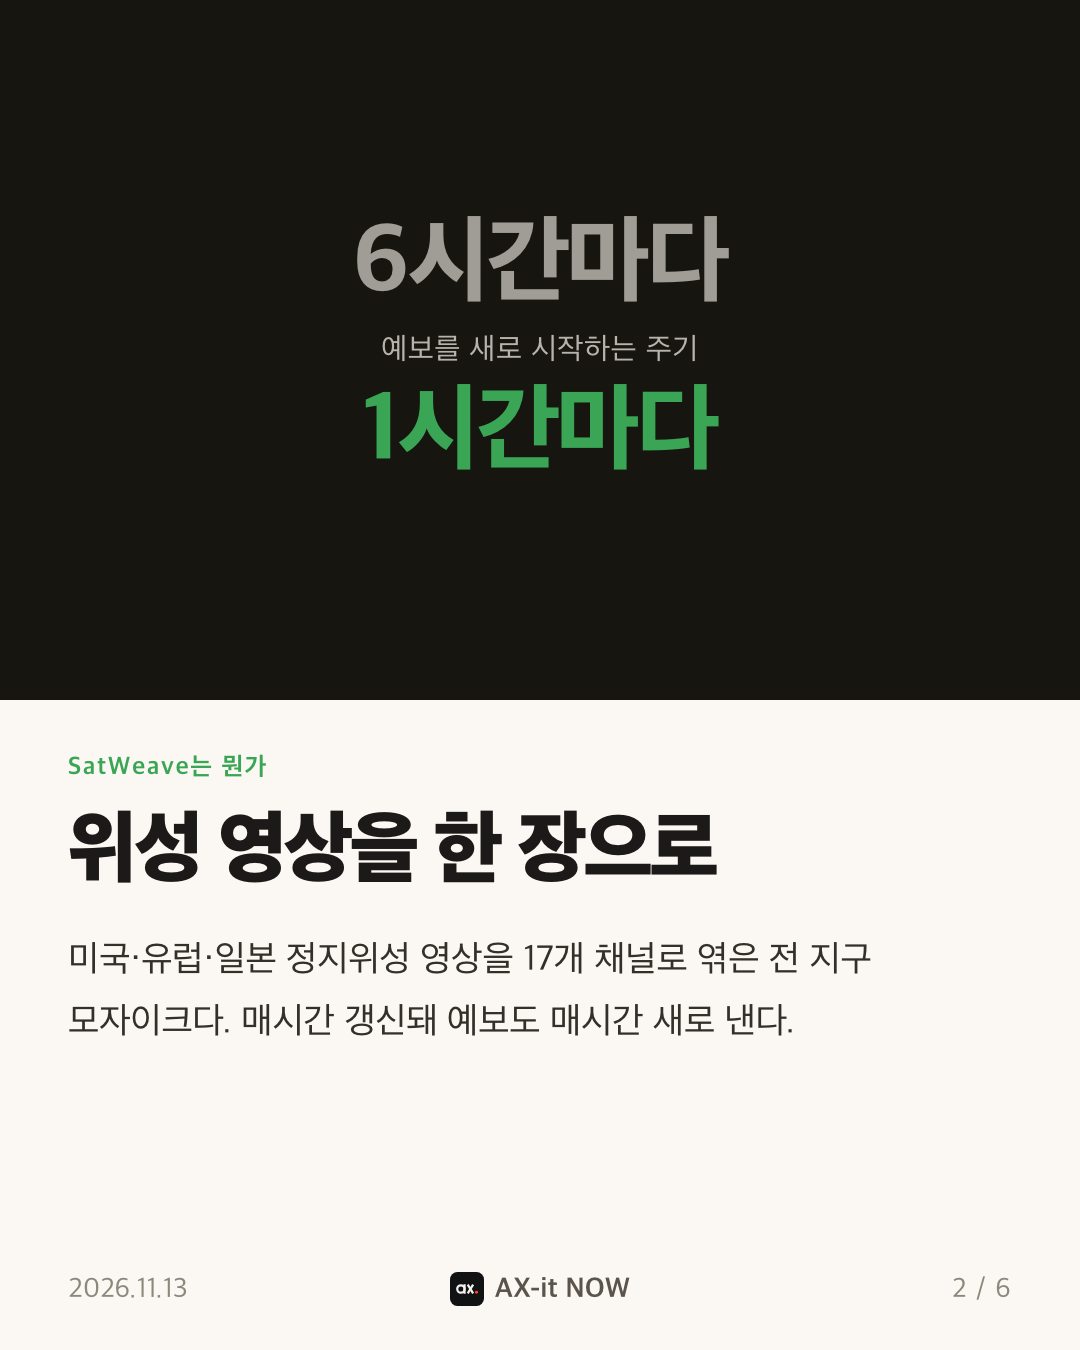 6시간마다
예보를 새로 시작하는 주기
1시간마다
SatWeave는 뭔가
위성 영상을 한 장으로
미국·유럽·일본 정지위성 영상을 17개 채널로 엮은 전 지구
모자이크다. 매시간 갱신돼 예보도 매시간 새로 낸다.
2026.11.13
ax. AX-it NOW
2 / 6